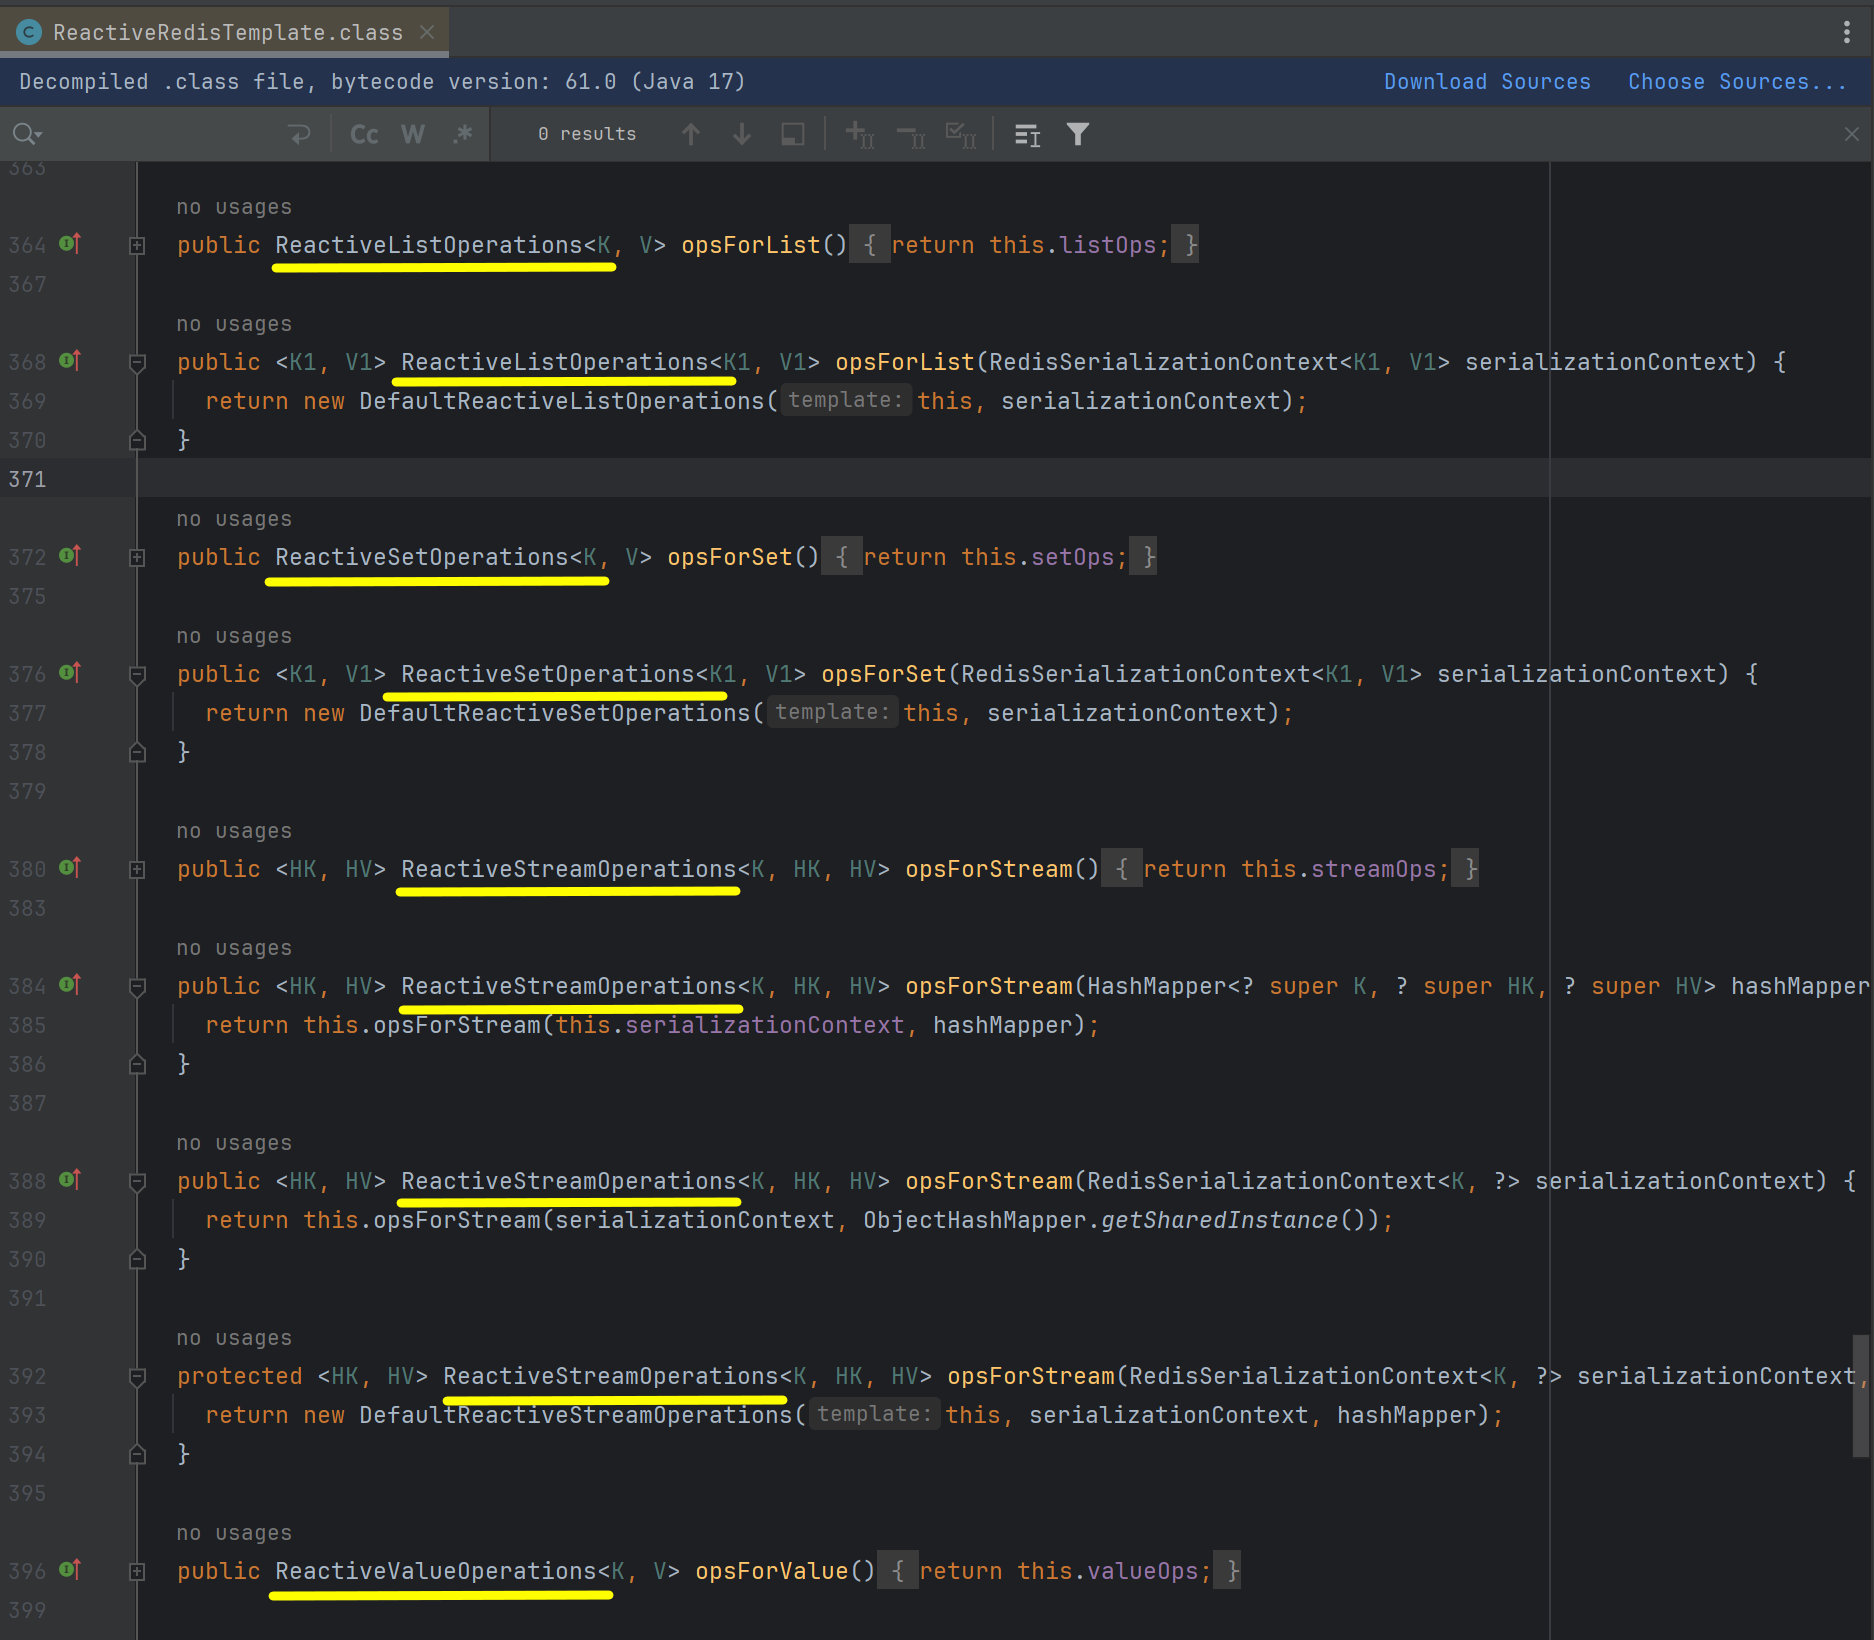 ReactiveRedisTemplate.class
Decompiled .class file, bytecode version: 61.0 (Java 17) Download Sources Choose Sources...
Cc W .* 0 results
363
no usages
364 public ReactiveListOperations<K, V> opsForList() { return this.listOps; }
367
no usages
368 public <K1, V1> ReactiveListOperations<K1, V1> opsForList(RedisSerializationContext<K1, V1> serializationContext) {
369 return new DefaultReactiveListOperations( template: this, serializationContext);
370 }
371
no usages
372 public ReactiveSetOperations<K, V> opsForSet() { return this.setOps; }
375
no usages
376 public <K1, V1> ReactiveSetOperations<K1, V1> opsForSet(RedisSerializationContext<K1, V1> serializationContext) {
377 return new DefaultReactiveSetOperations( template: this, serializationContext);
378 }
379
no usages
380 public <HK, HV> ReactiveStreamOperations<K, HK, HV> opsForStream() { return this.streamOps; }
383
no usages
384 public <HK, HV> ReactiveStreamOperations<K, HK, HV> opsForStream(HashMapper<? super K, ? super HK, ? super HV> hashMapper
385 return this.opsForStream(this.serializationContext, hashMapper);
386 }
387
no usages
388 public <HK, HV> ReactiveStreamOperations<K, HK, HV> opsForStream(RedisSerializationContext<K, ?> serializationContext) {
389 return this.opsForStream(serializationContext, ObjectHashMapper.getSharedInstance());
390 }
391
no usages
392 protected <HK, HV> ReactiveStreamOperations<K, HK, HV> opsForStream(RedisSerializationContext<K, ?> serializationContext,
393 return new DefaultReactiveStreamOperations( template: this, serializationContext, hashMapper);
394 }
395
no usages
396 public ReactiveValueOperations<K, V> opsForValue() { return this.valueOps; }
399